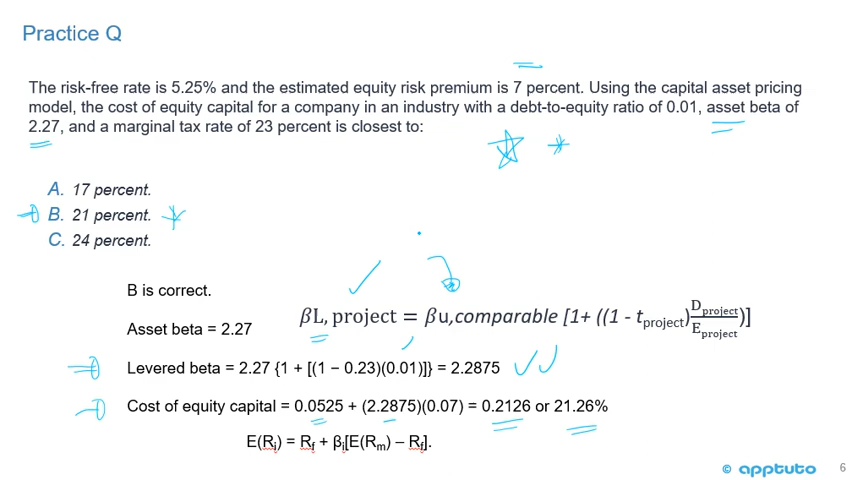 Practice Q
The risk-free rate is 5.25% and the estimated equity risk premium is 7 percent. Using the capital asset pricing
model, the cost of equity capital for a company in an industry with a debt-to-equity ratio of 0.01, asset beta of
2.27, and a marginal tax rate of 23 percent is closest to:
A. 17 percent.
B. 21 percent.
C. 24 percent.
B is correct.
βL, project = βu,comparable [1+ ((1 - tproject) Dproject/Eproject)]
Asset beta = 2.27
Levered beta = 2.27 {1 + [(1 − 0.23)(0.01)]} = 2.2875
Cost of equity capital = 0.0525 + (2.2875)(0.07) = 0.2126 or 21.26%
E(Ri) = Rf + βi[E(Rm) – Rf].
© apptuto
6